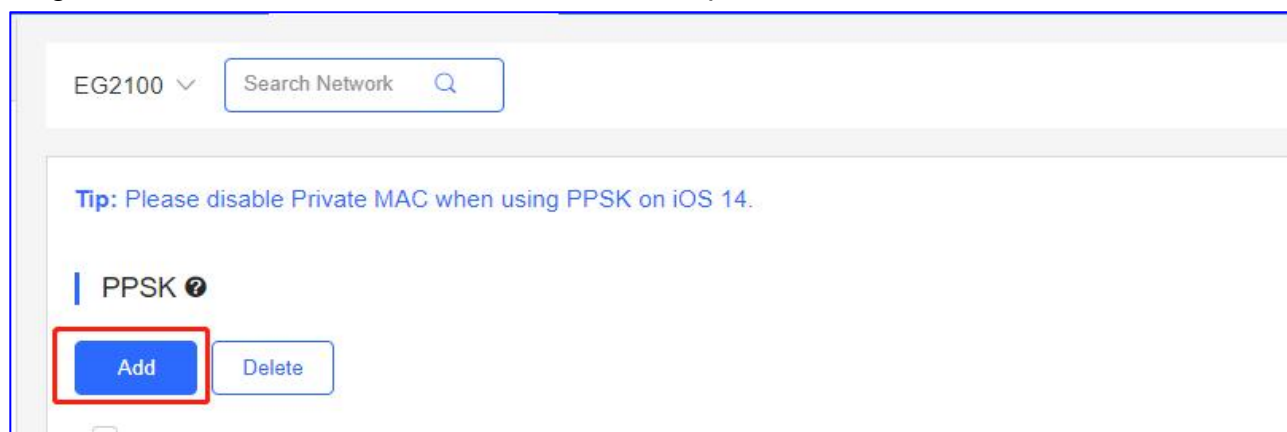 EG2100 Search Network
Tip: Please disable Private MAC when using PPSK on iOS 14.
PPSK
Add Delete